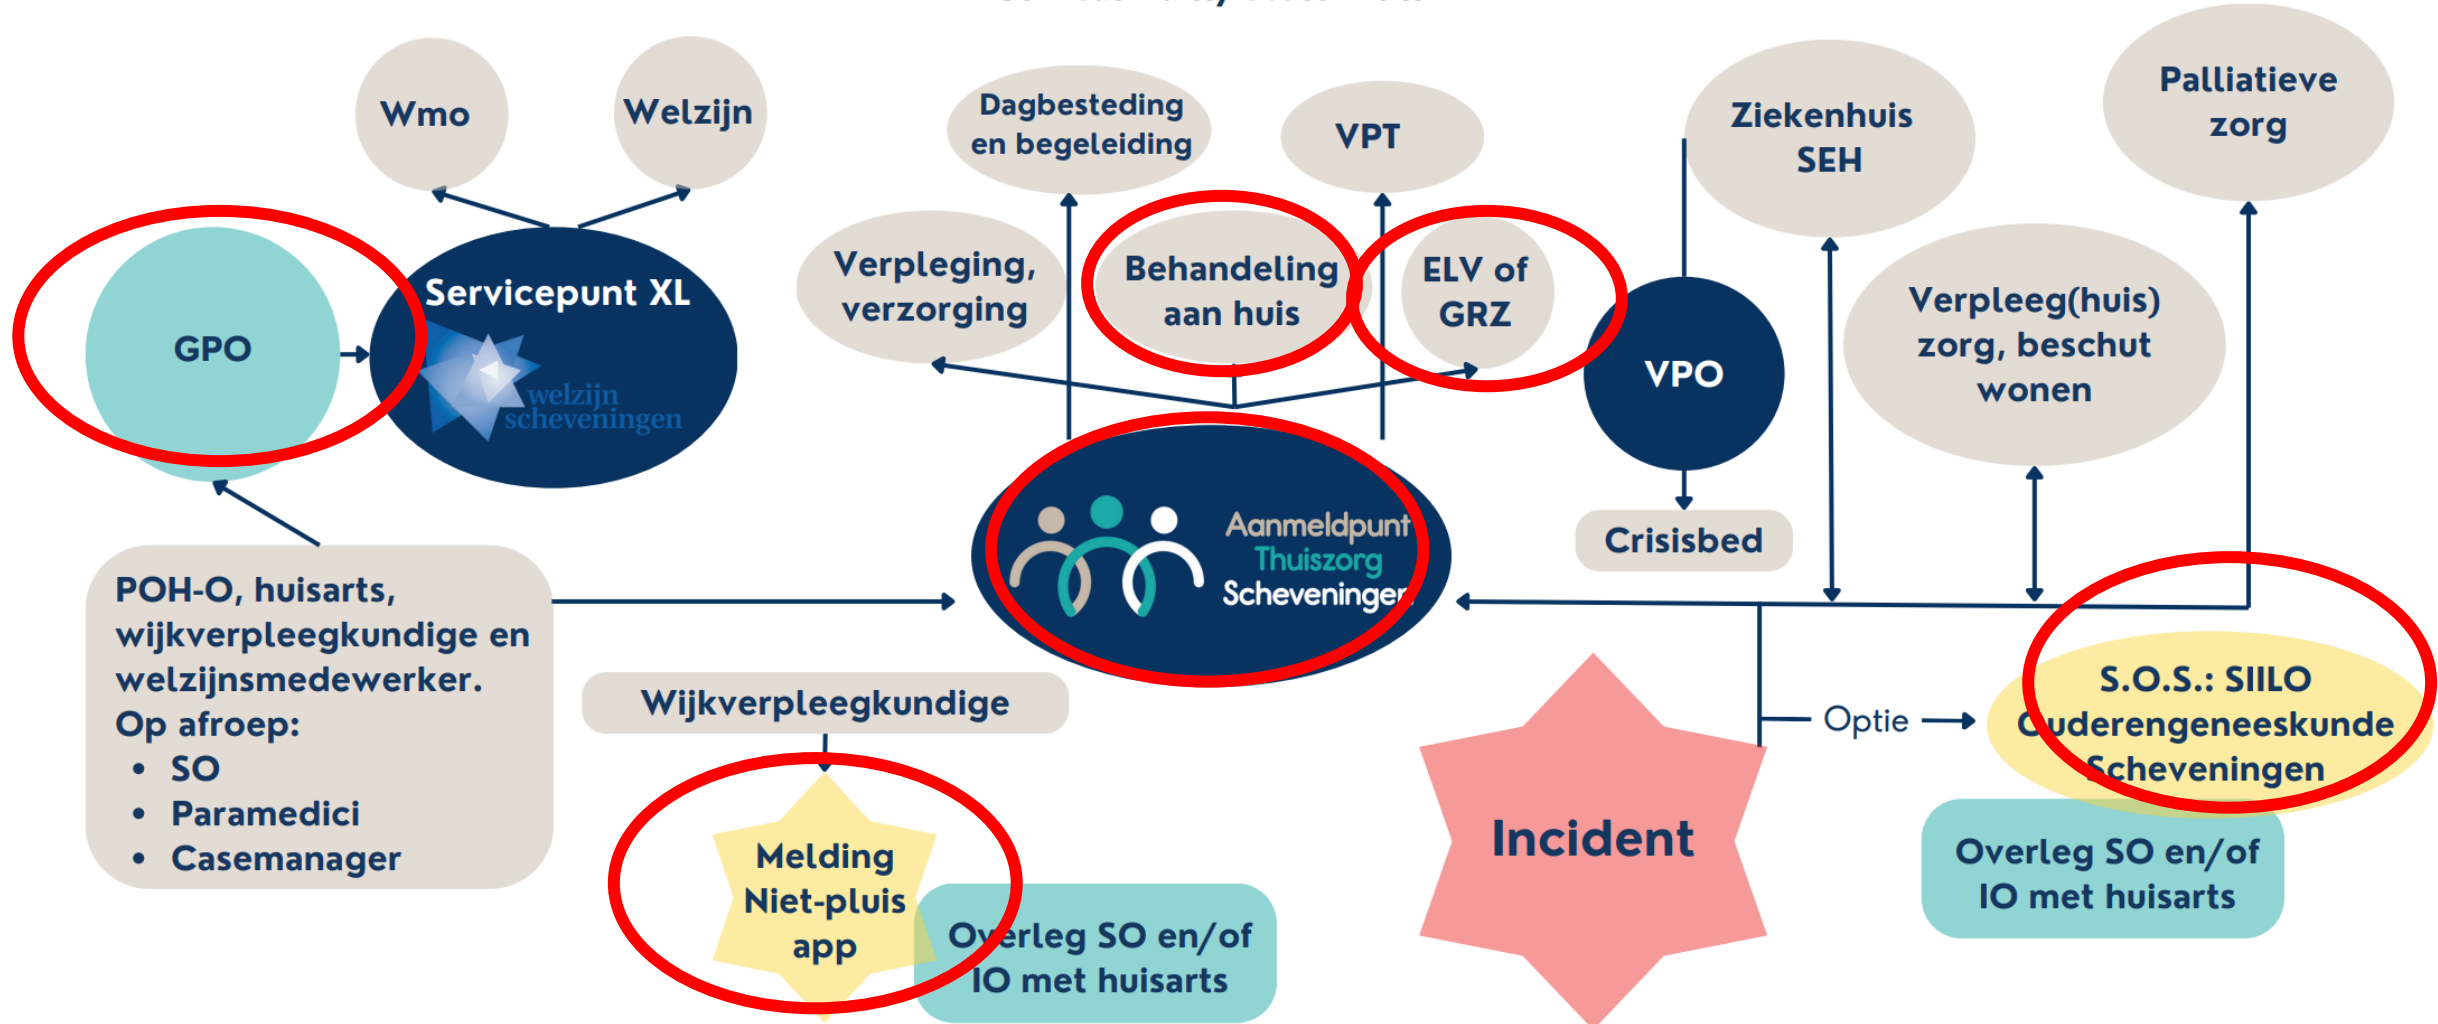 Wmo
Welzijn
Dagbesteding
en begeleiding
VPT
Ziekenhuis
SEH
Palliatieve
zorg
GPO
Servicepunt XL
welzijn
scheveningen
Verpleging,
verzorging
Behandeling
aan huis
ELV of
GRZ
VPO
Verpleeg(huis)
zorg, beschut
wonen
Crisisbed
Aanmeldpunt
Thuiszorg
Scheveningen
POH-O, huisarts,
wijkverpleegkundige en
welzijnsmedewerker.
Op afroep:
• SO
• Paramedici
• Casemanager
Wijkverpleegkundige
Melding
Niet-pluis
app
Overleg SO en/of
IO met huisarts
Incident
Optie
S.O.S.: SIILO
Ouderengeneeskunde
Scheveningen
Overleg SO en/of
IO met huisarts